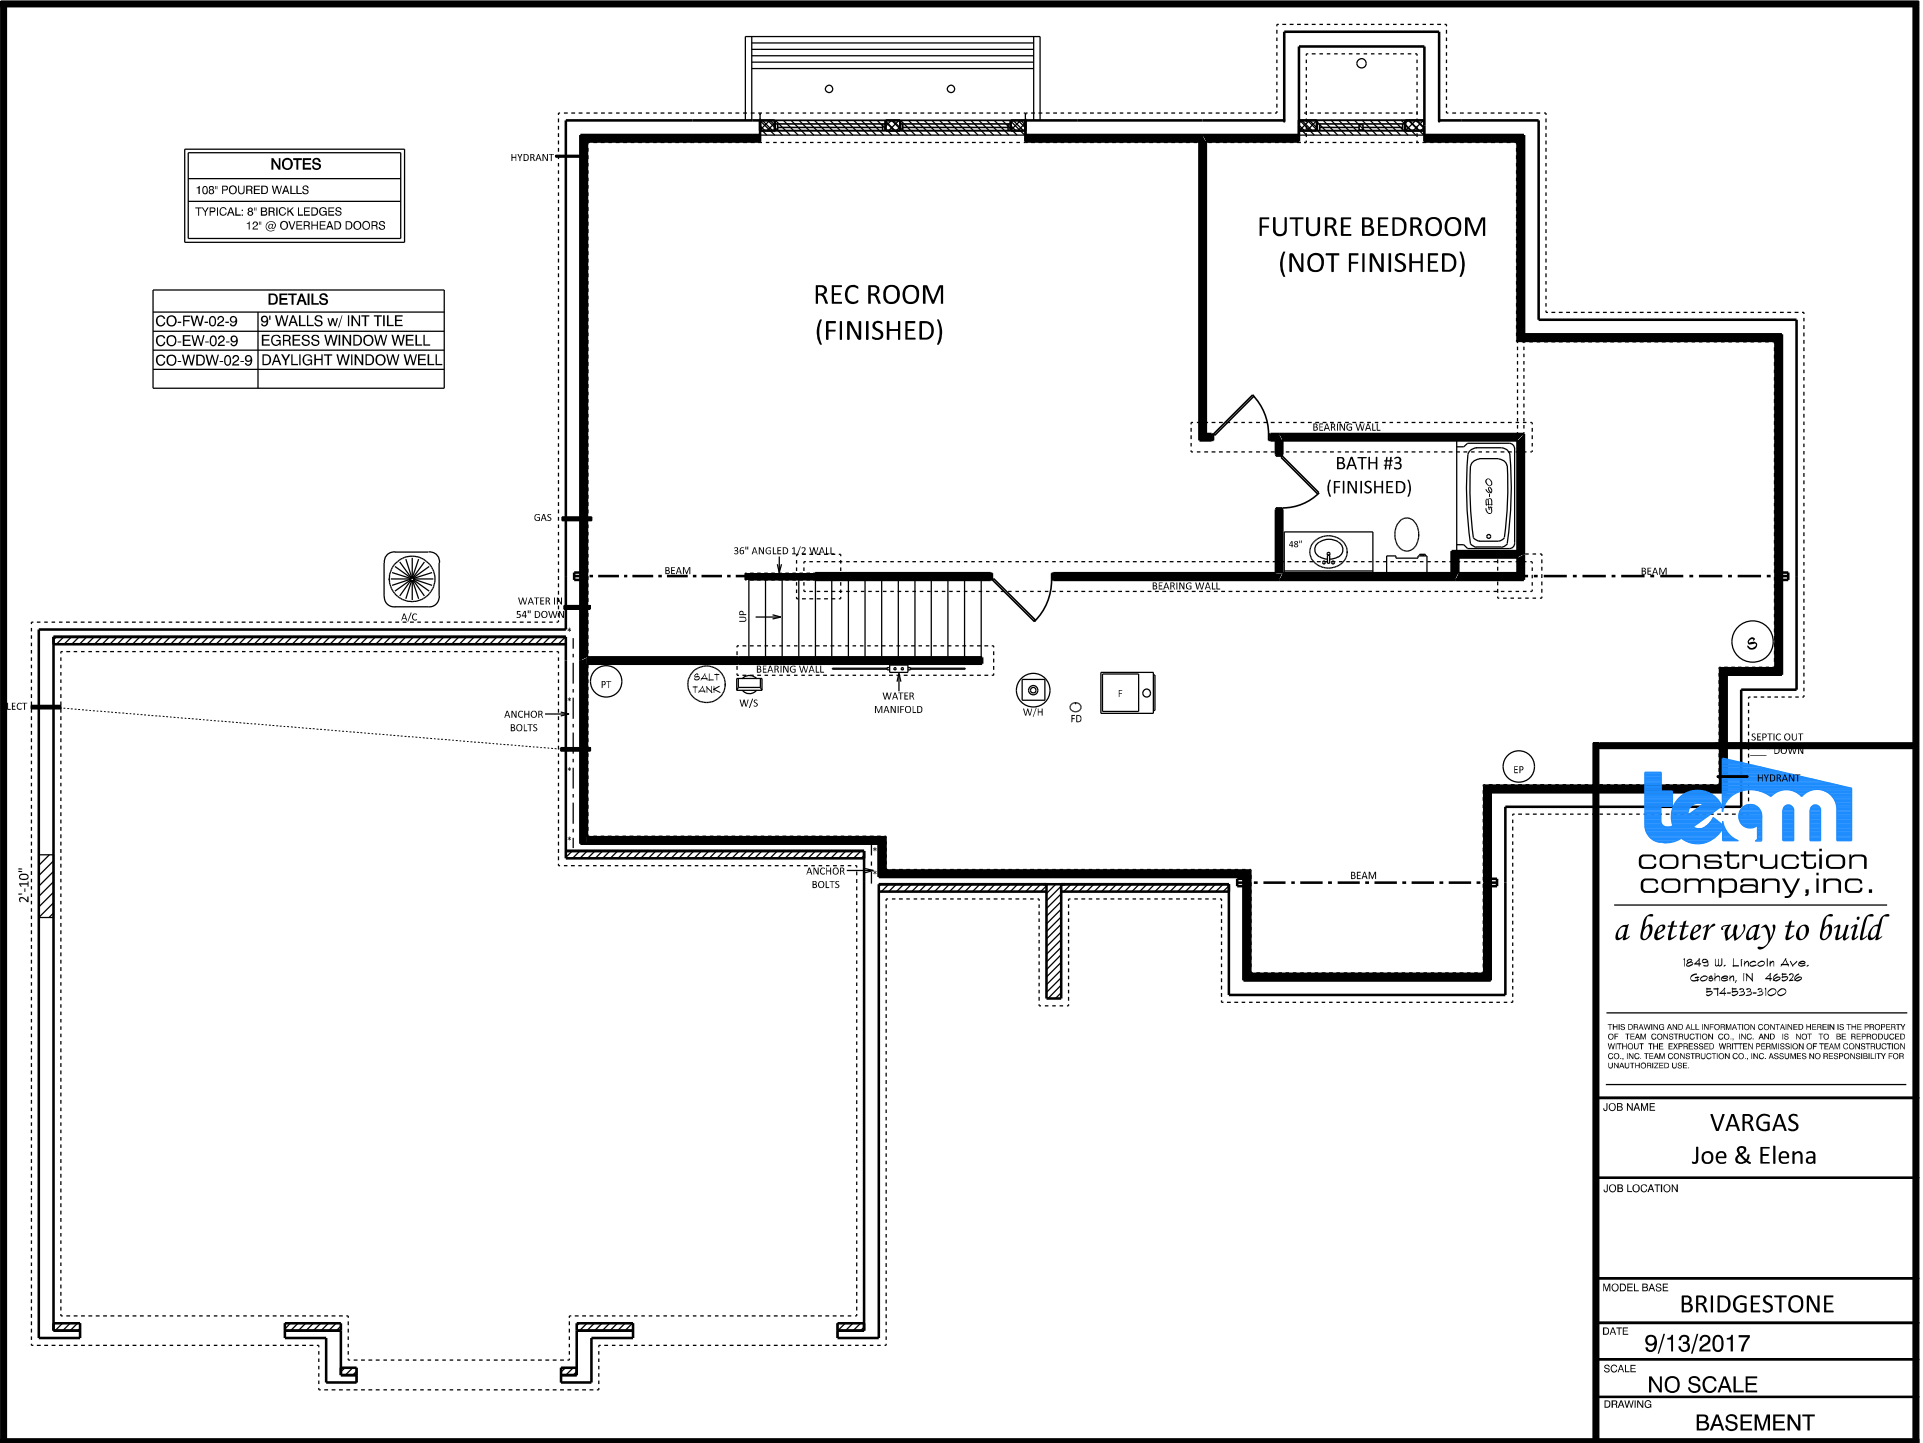 NOTES
108" POURED WALLS
TYPICAL: 8" BRICK LEDGES
12" @ OVERHEAD DOORS
DETAILS
CO-FW-02-9 9' WALLS w/ INT TILE
CO-EW-02-9 EGRESS WINDOW WELL
CO-WDW-02-9 DAYLIGHT WINDOW WELL
HYDRANT
REC ROOM
(FINISHED)
FUTURE BEDROOM
(NOT FINISHED)
BEARING WALL
BATH #3
(FINISHED)
GB-60
48"
GAS
36" ANGLED 1/2 WALL
BEAM
BEARING WALL
BEAM
WATER IN
54" DOWN
A/C
UP
BEARING WALL
S
PT
SALT
TANK
W/S
WATER
MANIFOLD
W/H
FD
F
LECT
ANCHOR
BOLTS
EP
SEPTIC OUT
___ DOWN
HYDRANT
2'-10"
ANCHOR
BOLTS
BEAM
team
construction
company,inc.
a better way to build
1849 W. Lincoln Ave.
Goshen, IN 46526
574-533-3100
THIS DRAWING AND ALL INFORMATION CONTAINED HEREIN IS THE PROPERTY
OF TEAM CONSTRUCTION CO., INC. AND IS NOT TO BE REPRODUCED
WITHOUT THE EXPRESSED WRITTEN PERMISSION OF TEAM CONSTRUCTION
CO., INC. TEAM CONSTRUCTION CO., INC. ASSUMES NO RESPONSIBILITY FOR
UNAUTHORIZED USE.
JOB NAME
VARGAS
Joe & Elena
JOB LOCATION
MODEL BASE
BRIDGESTONE
DATE
9/13/2017
SCALE
NO SCALE
DRAWING
BASEMENT